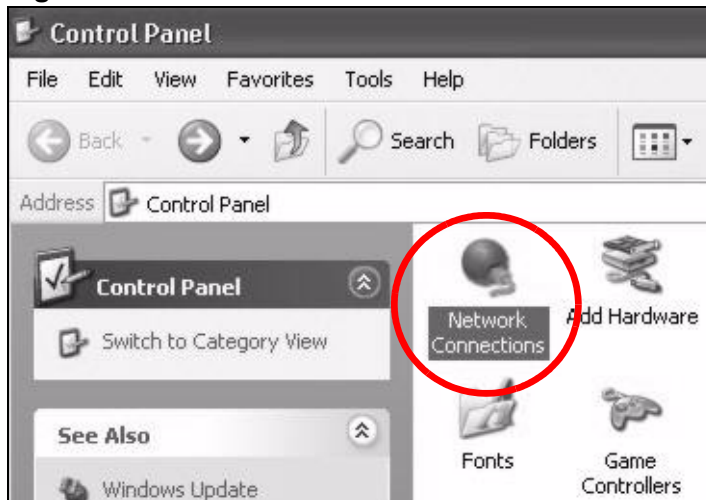 Control Panel
File Edit View Favorites Tools Help
Back Search Folders
Address Control Panel
Control Panel
Switch to Category View
See Also
Windows Update
Network
Connections
Add Hardware
Fonts
Game
Controllers